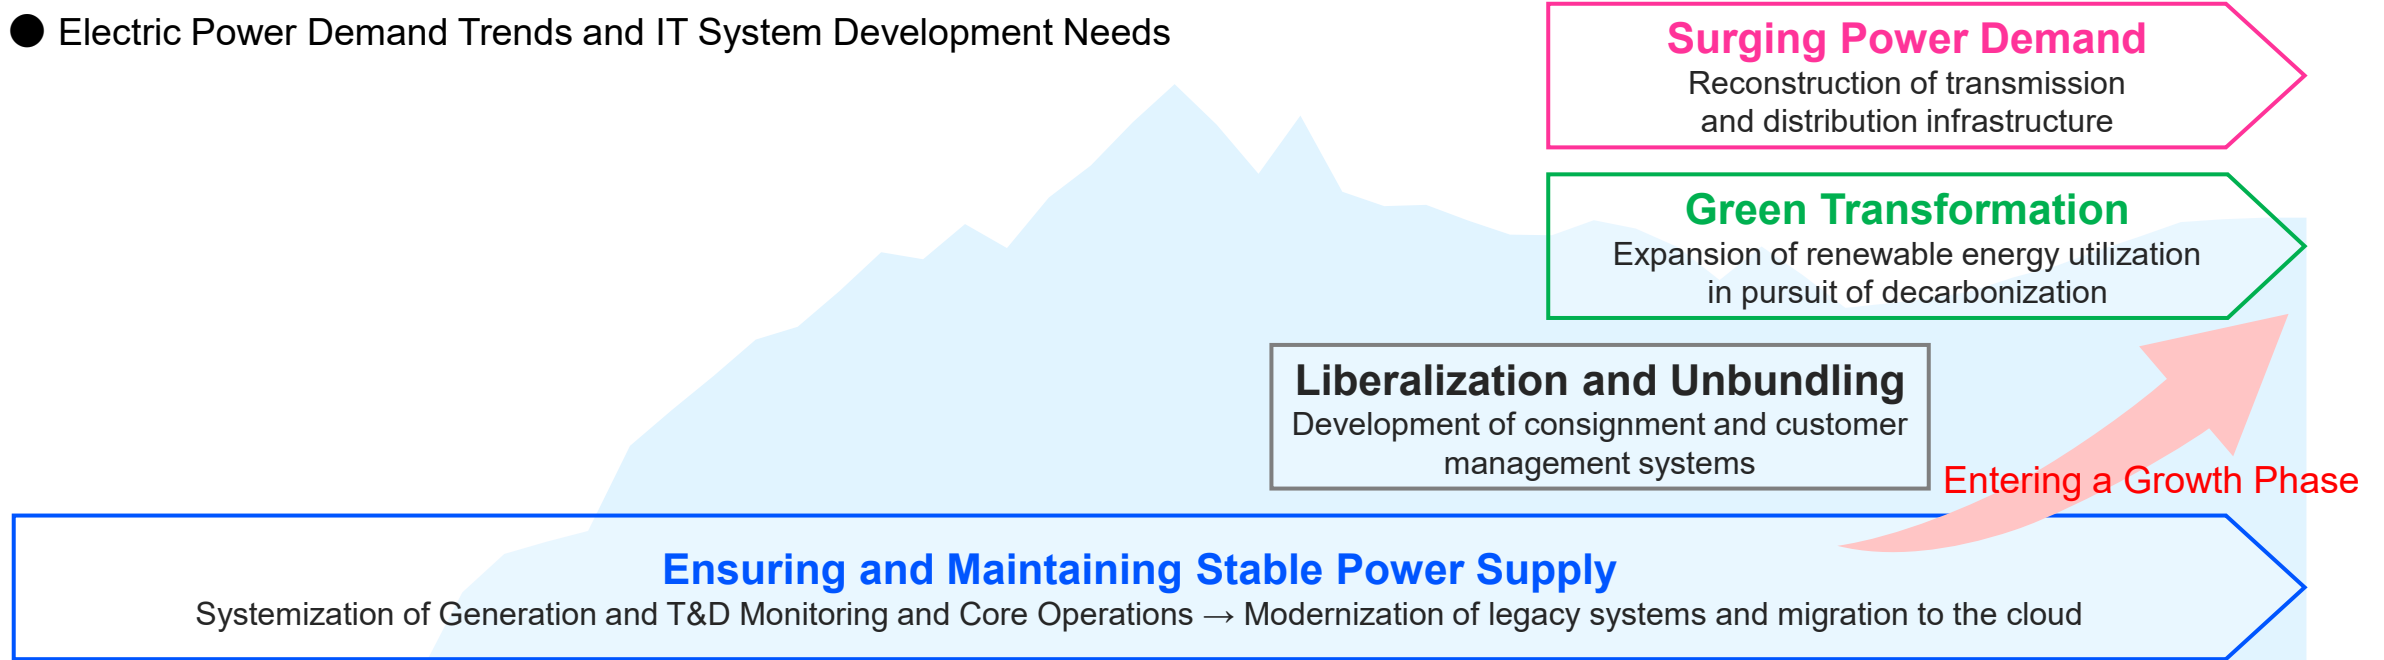 ● Electric Power Demand Trends and IT System Development Needs
Surging Power Demand
Reconstruction of transmission
and distribution infrastructure
Green Transformation
Expansion of renewable energy utilization
in pursuit of decarbonization
Liberalization and Unbundling
Development of consignment and customer
management systems
Entering a Growth Phase
Ensuring and Maintaining Stable Power Supply
Systemization of Generation and T&D Monitoring and Core Operations → Modernization of legacy systems and migration to the cloud